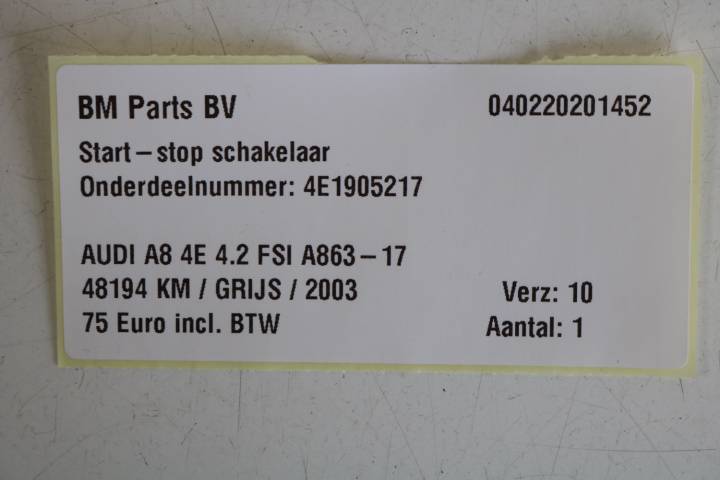 BM Parts BV 040220201452
Start – stop schakelaar
Onderdeelnummer: 4E1905217
AUDI A8 4E 4.2 FSI A863 – 17
48194 KM / GRIJS / 2003 Verz: 10
75 Euro incl. BTW Aantal: 1